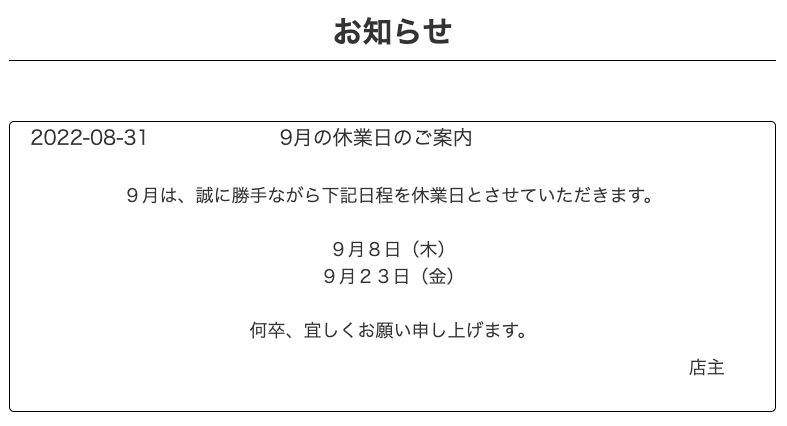 お知らせ
2022-08-31 9月の休業日のご案内
９月は、誠に勝手ながら下記日程を休業日とさせていただきます。
９月８日（木）
９月２３日（金）
何卒、宜しくお願い申し上げます。
店主